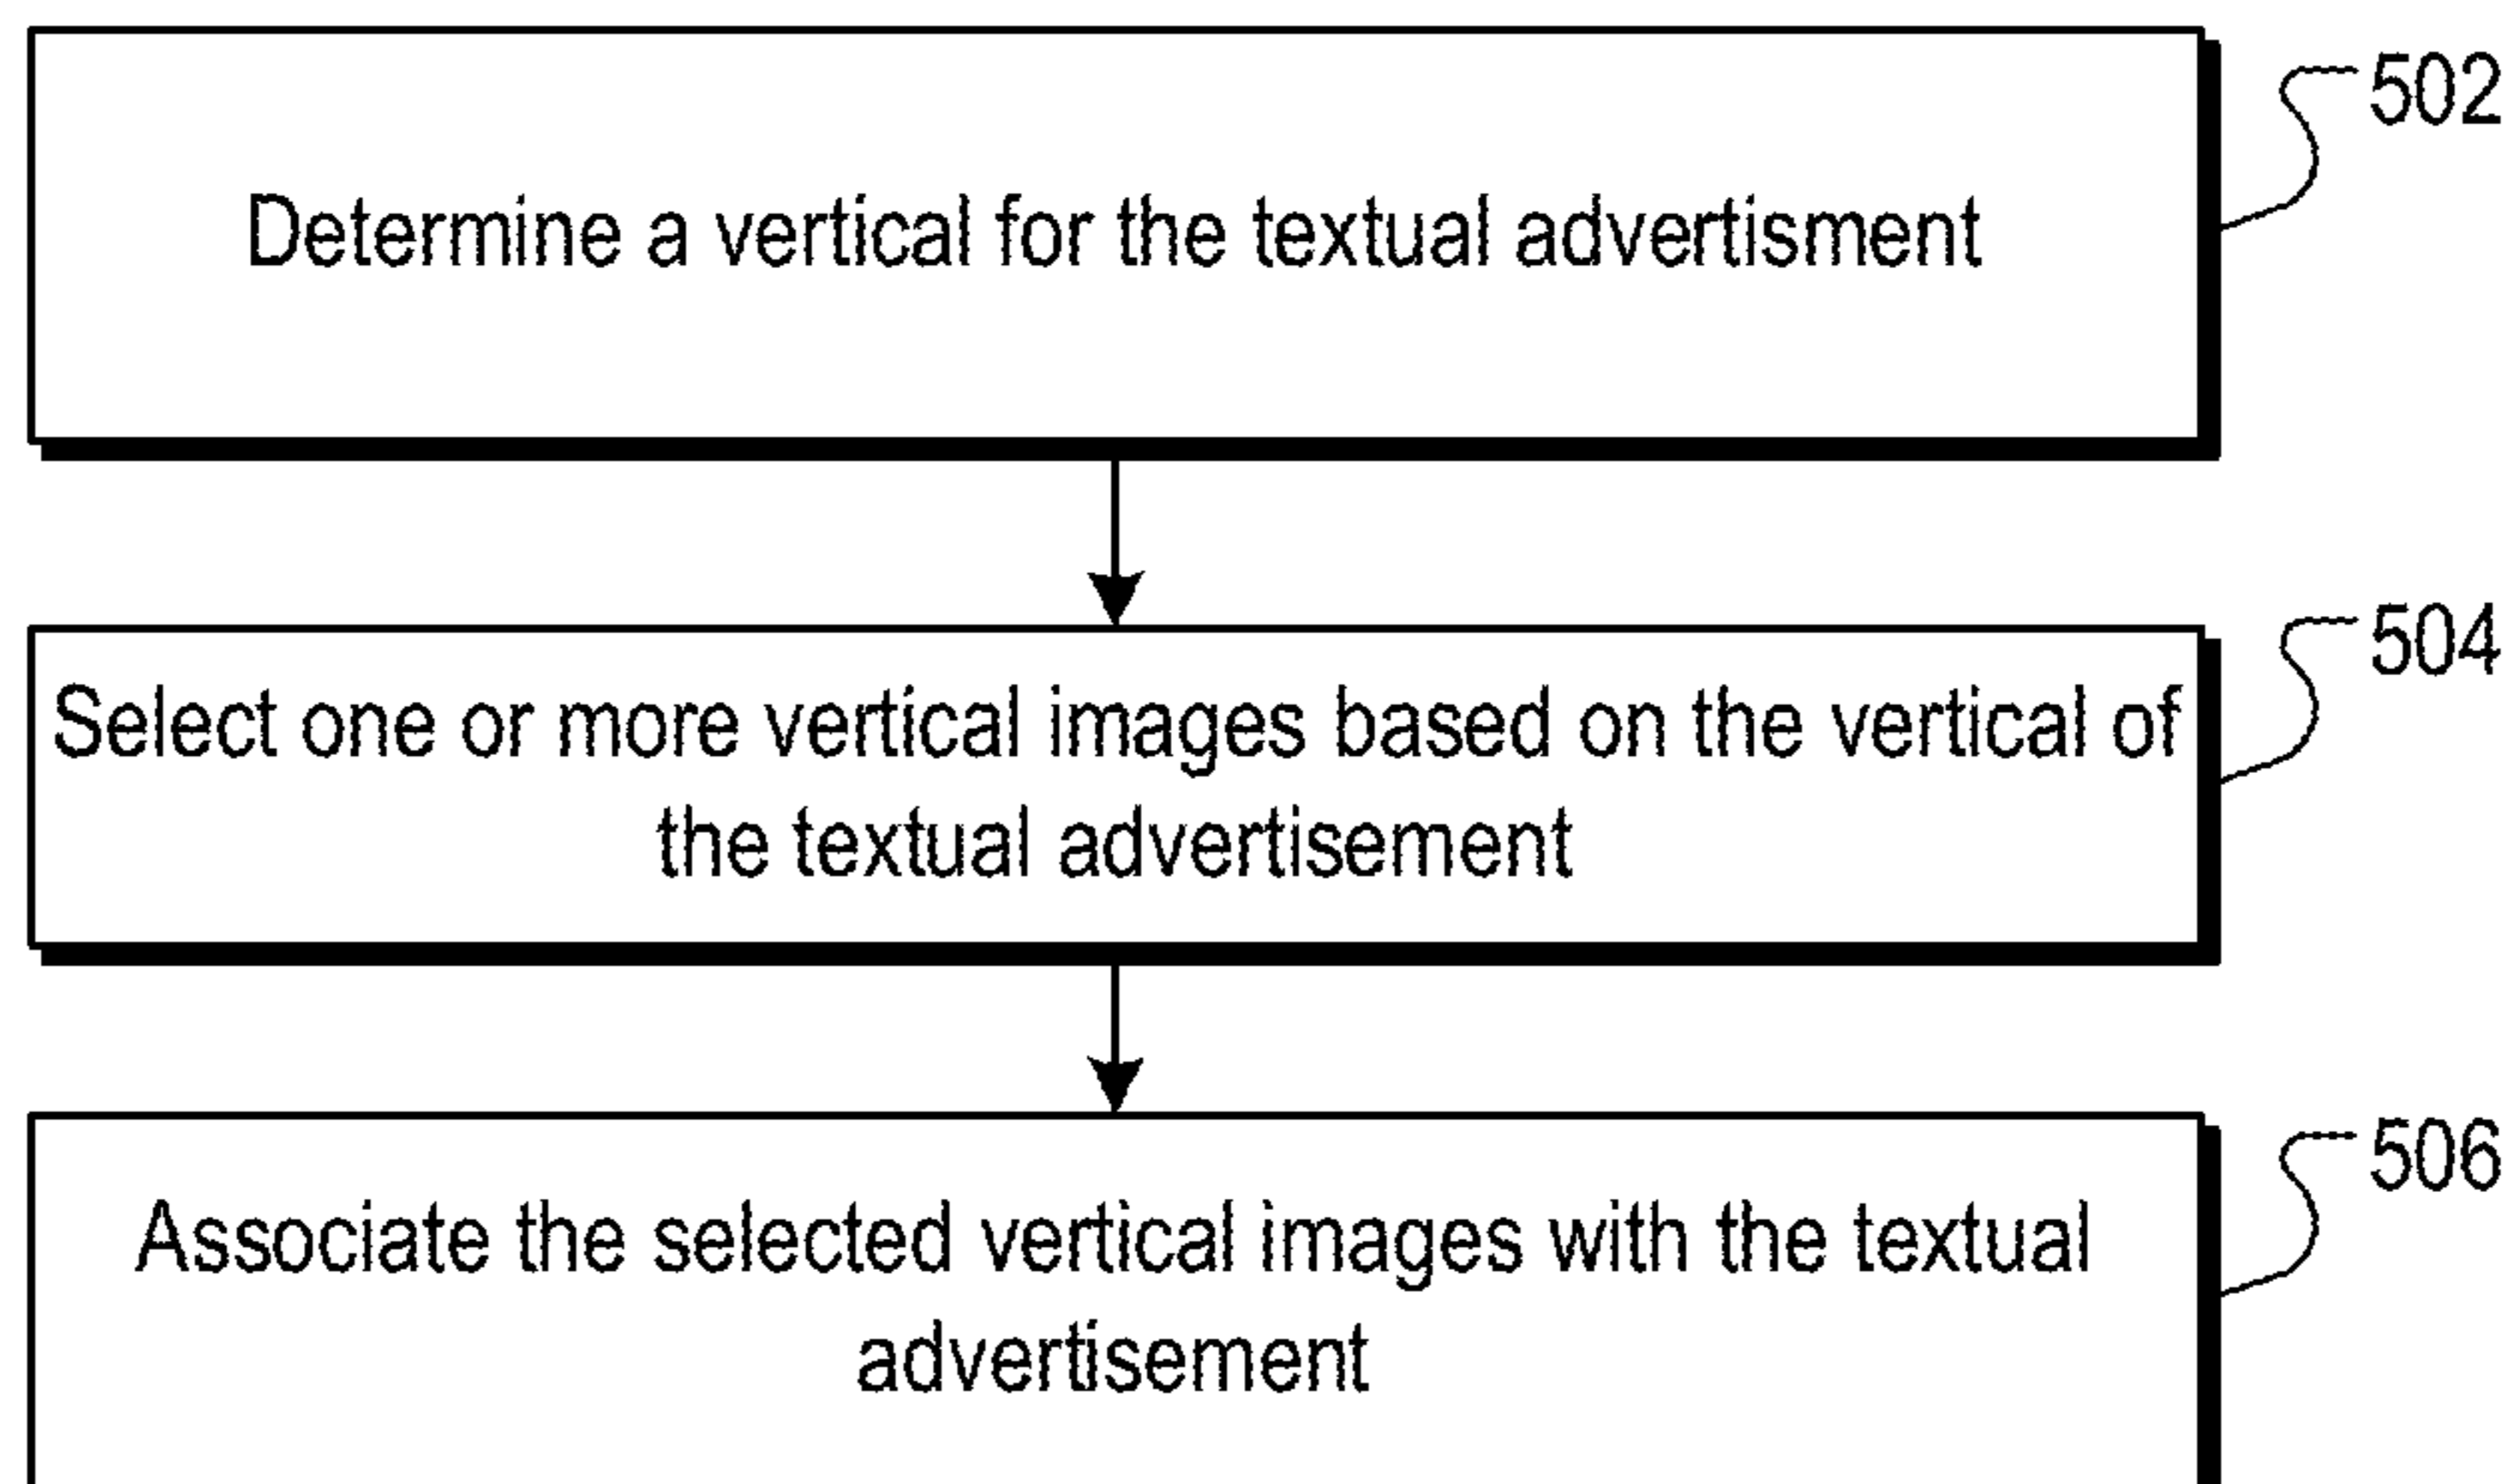 502
Determine a vertical for the textual advertisment
504
Select one or more vertical images based on the vertical of
the textual advertisement
506
Associate the selected vertical images with the textual
advertisement